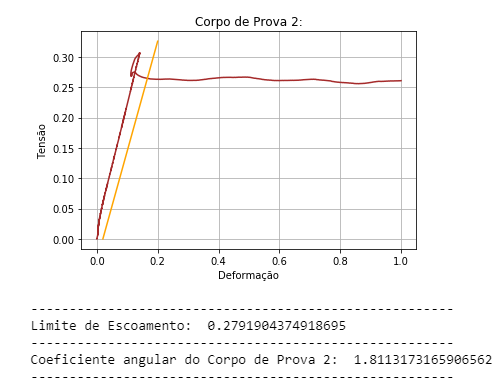 Corpo de Prova 2:
Tensão
0.30
0.25
0.20
0.15
0.10
0.05
0.00
0.0 0.2 0.4 0.6 0.8 1.0
Deformação
-------------------------------------------------------
Limite de Escoamento:  0.2791904374918695
-------------------------------------------------------
Coeficiente angular do Corpo de Prova 2:  1.8113173165906562
-------------------------------------------------------